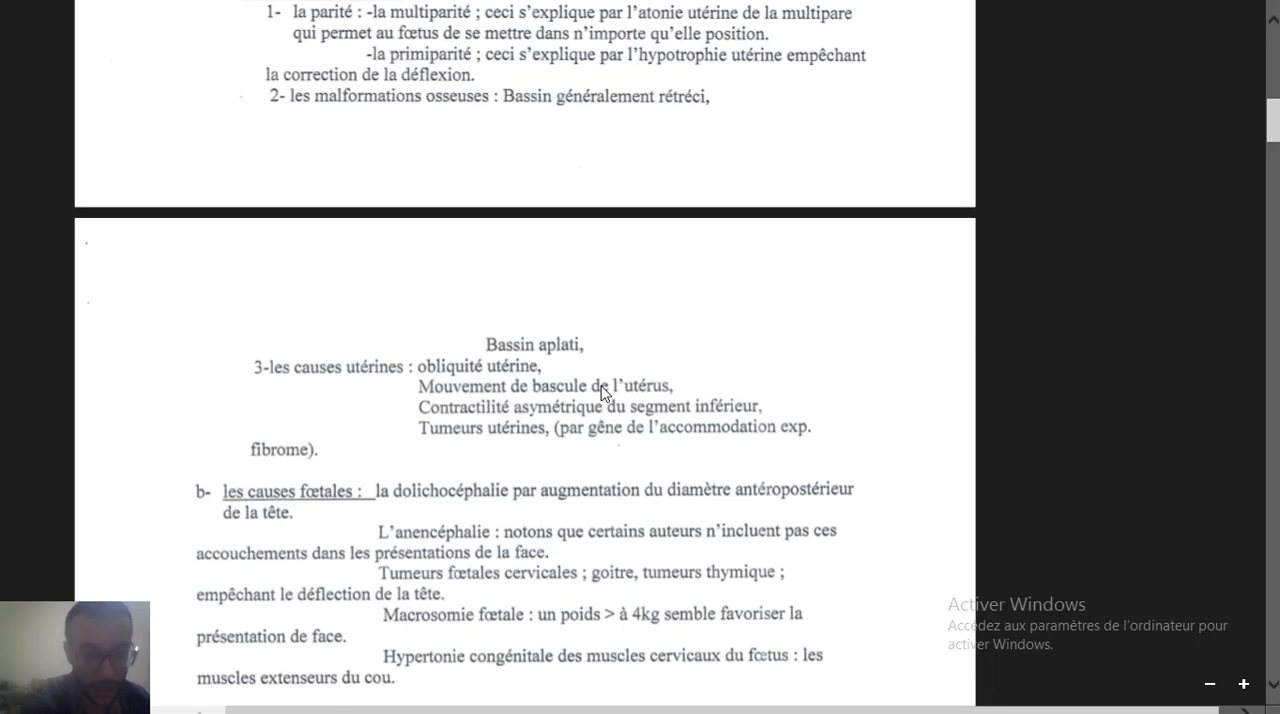 1- la parité : -la multiparité ; ceci s'explique par l'atonie utérine de la multipare
qui permet au fœtus de se mettre dans n'importe qu'elle position.
-la primiparité ; ceci s'explique par l'hypotrophie utérine empêchant
la correction de la déflexion.
2- les malformations osseuses : Bassin généralement rétréci,
Bassin aplati,
3-les causes utérines : obliquité utérine,
Mouvement de bascule de l'utérus,
Contractilité asymétrique du segment inférieur,
Tumeurs utérines, (par gêne de l'accommodation exp.
fibrome).
b- les causes fœtales : la dolichocéphalie par augmentation du diamètre antéropostérieur
de la tête.
L'anencéphalie : notons que certains auteurs n'incluent pas ces
accouchements dans les présentations de la face.
Tumeurs fœtales cervicales ; goitre, tumeurs thymique ;
empêchant le déflection de la tête.
Macrosomie fœtale : un poids > à 4kg semble favoriser la
présentation de face.
Hypertonie congénitale des muscles cervicaux du fœtus : les
muscles extenseurs du cou.
Activer Windows
Accédez aux paramètres de l'ordinateur pour
activer Windows.